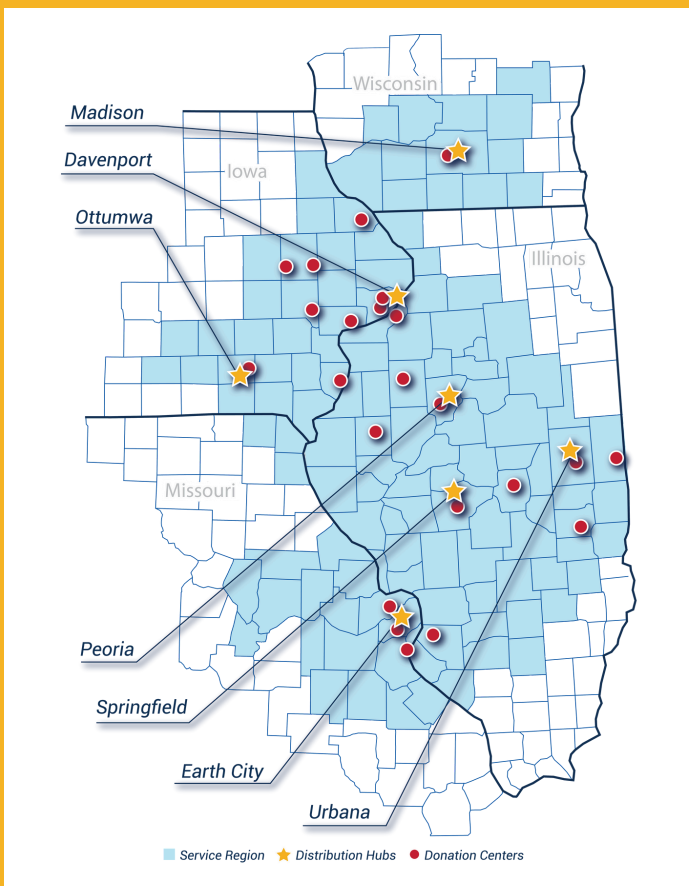 Wisconsin
Madison
Davenport
Iowa
Ottumwa
Illinois
Missouri
Peoria
Springfield
Earth City
Urbana
Service Region
Distribution Hubs
Donation Centers